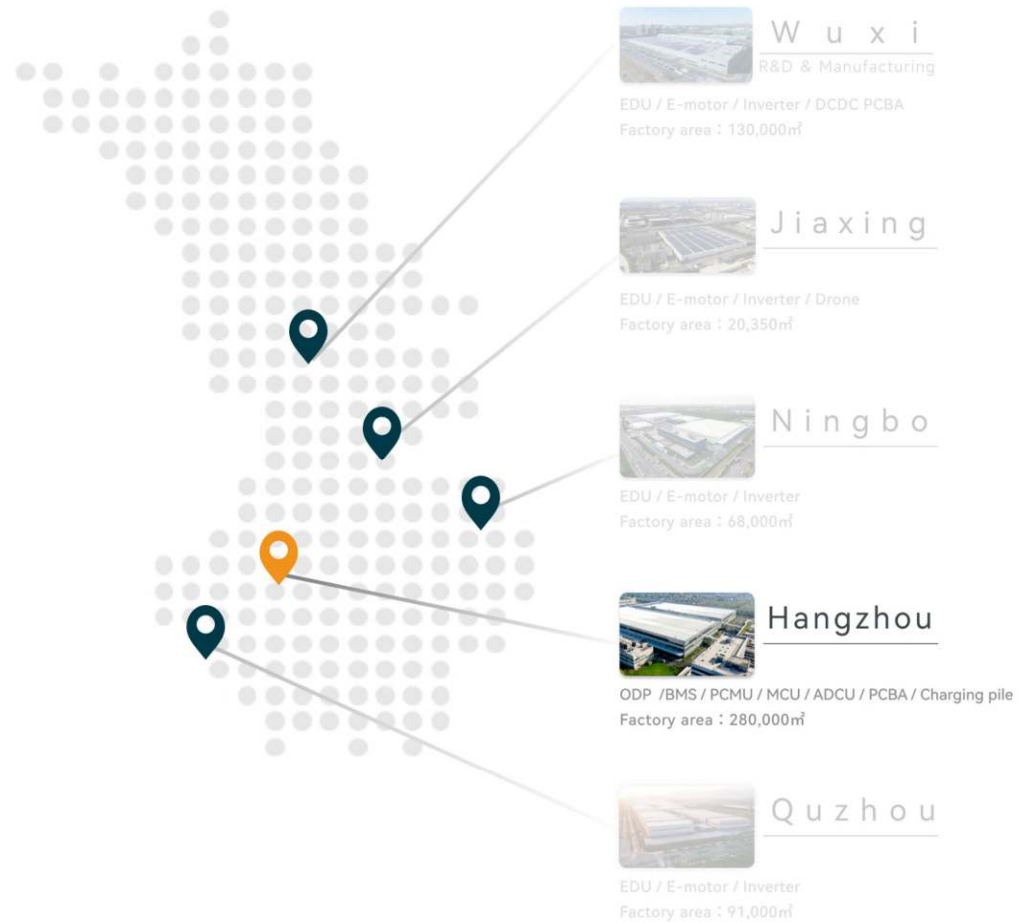 Wuxi
R&D & Manufacturing
EDU / E-motor / Inverter / DCDC PCBA
Factory area：130,000㎡
Jiaxing
EDU / E-motor / Inverter / Drone
Factory area：20,350㎡
Ningbo
EDU / E-motor / Inverter
Factory area：68,000㎡
Hangzhou
ODP /BMS / PCMU / MCU / ADCU / PCBA / Charging pile
Factory area：280,000㎡
Quzhou
EDU / E-motor / Inverter
Factory area：91,000㎡